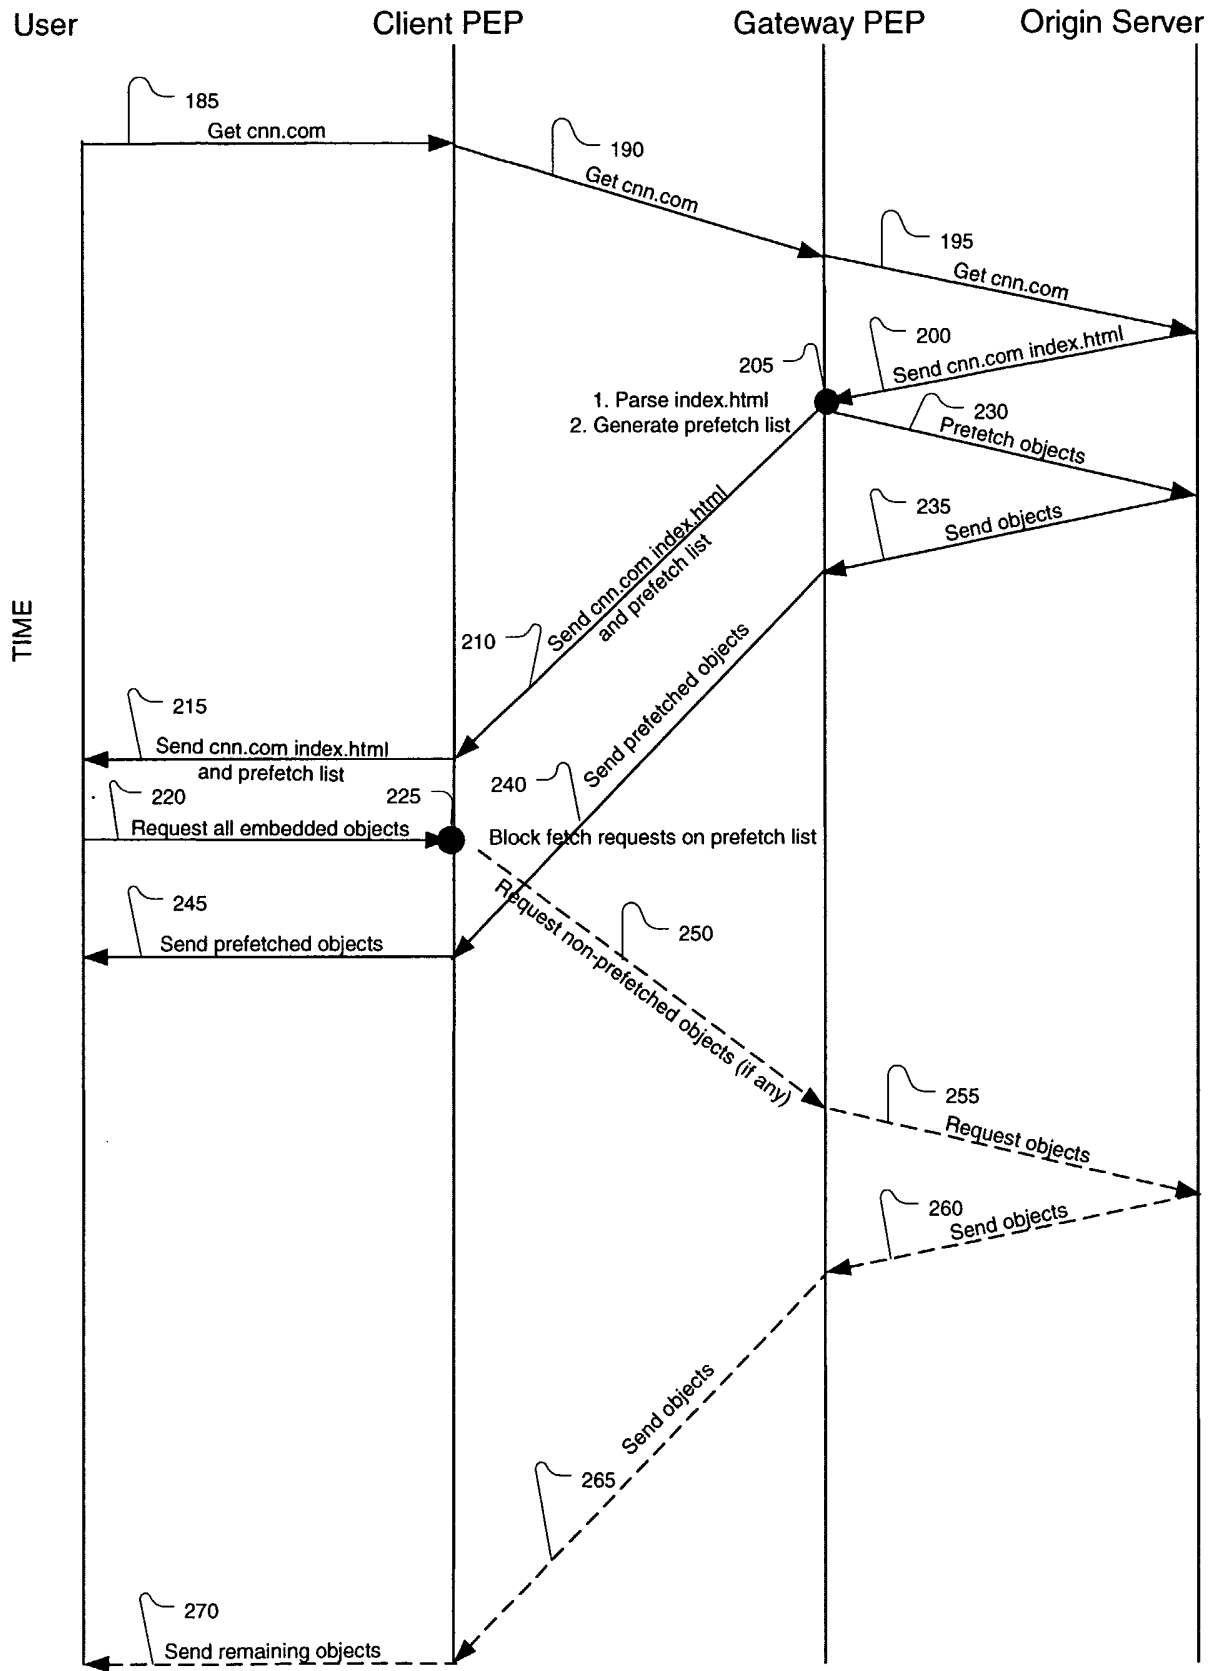 User
Client PEP
Gateway PEP
Origin Server
185
Get cnn.com
190
Get cnn.com
195
Get cnn.com
200
Send cnn.com index.html
205
1. Parse index.html
2. Generate prefetch list
230
Prefetch objects
235
Send objects
TIME
Send cnn.com index.html
and prefetch list
210
Send prefetched objects
215
Send cnn.com index.html
and prefetch list
220
225
240
Request all embedded objects
Block fetch requests on prefetch list
245
Send prefetched objects
250
Request non-prefetched objects (if any)
255
Request objects
260
Send objects
Send objects
265
270
Send remaining objects